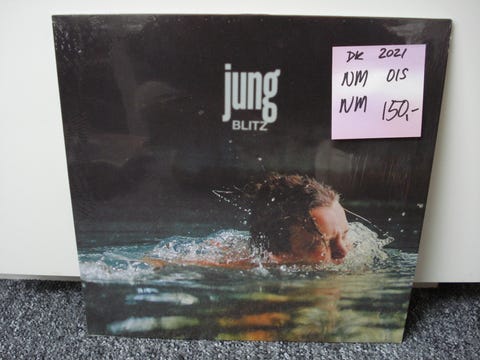 jung
BLITZ
DK 2021
NM OIS
NM 150,-